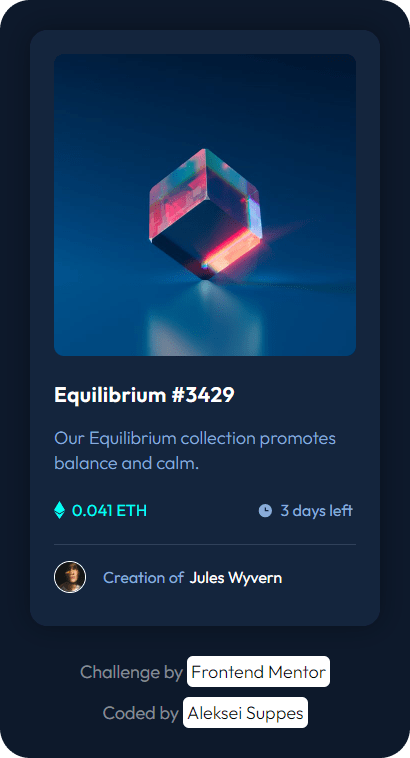 Equilibrium #3429
Our Equilibrium collection promotes
balance and calm.
0.041 ETH 3 days left
Creation of Jules Wyvern
Challenge by Frontend Mentor
Coded by Aleksei Suppes